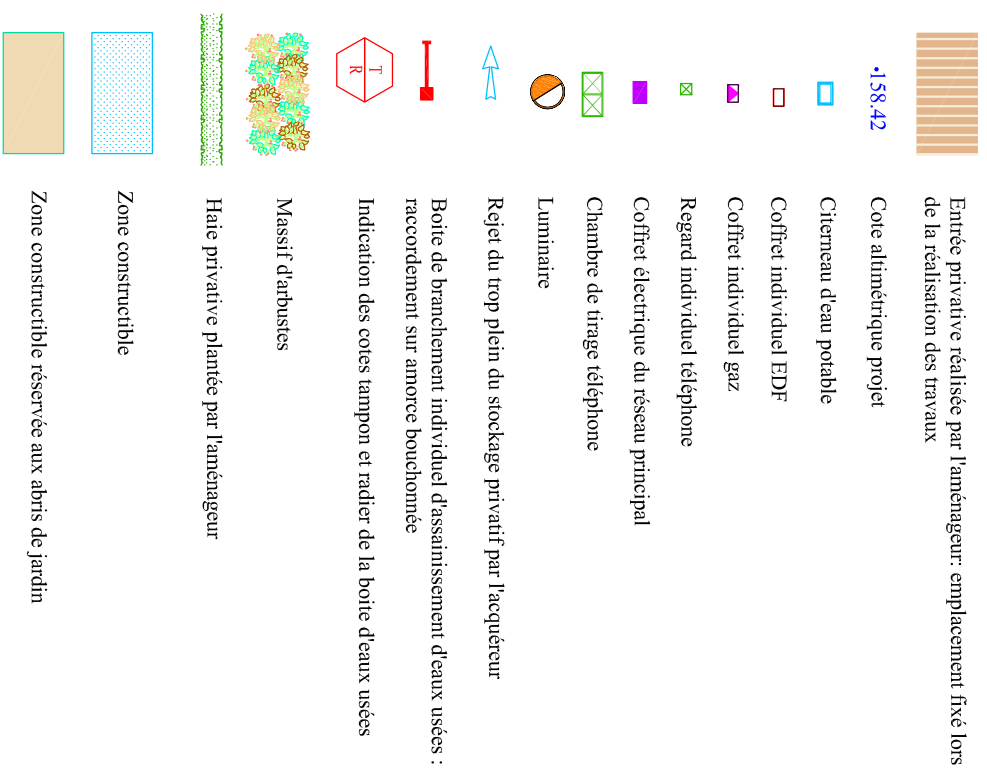 Entrée privative réalisée par l'aménageur: emplacement fixé lors
de la réalisation des travaux
•158.42
Cote altimétrique projet
Citerneau d'eau potable
Coffret individuel EDF
Coffret individuel gaz
Regard individuel téléphone
Coffret électrique du réseau principal
Chambre de tirage téléphone
Luminaire
Rejet du trop plein du stockage privatif par l'acquéreur
Boite de branchement individuel d'assainissement d'eaux usées :
raccordement sur amorce bouchonnée
T
R
Indication des cotes tampon et radier de la boite d'eaux usées
Massif d'arbustes
Haie privative plantée par l'aménageur
Zone constructible
Zone constructible réservée aux abris de jardin